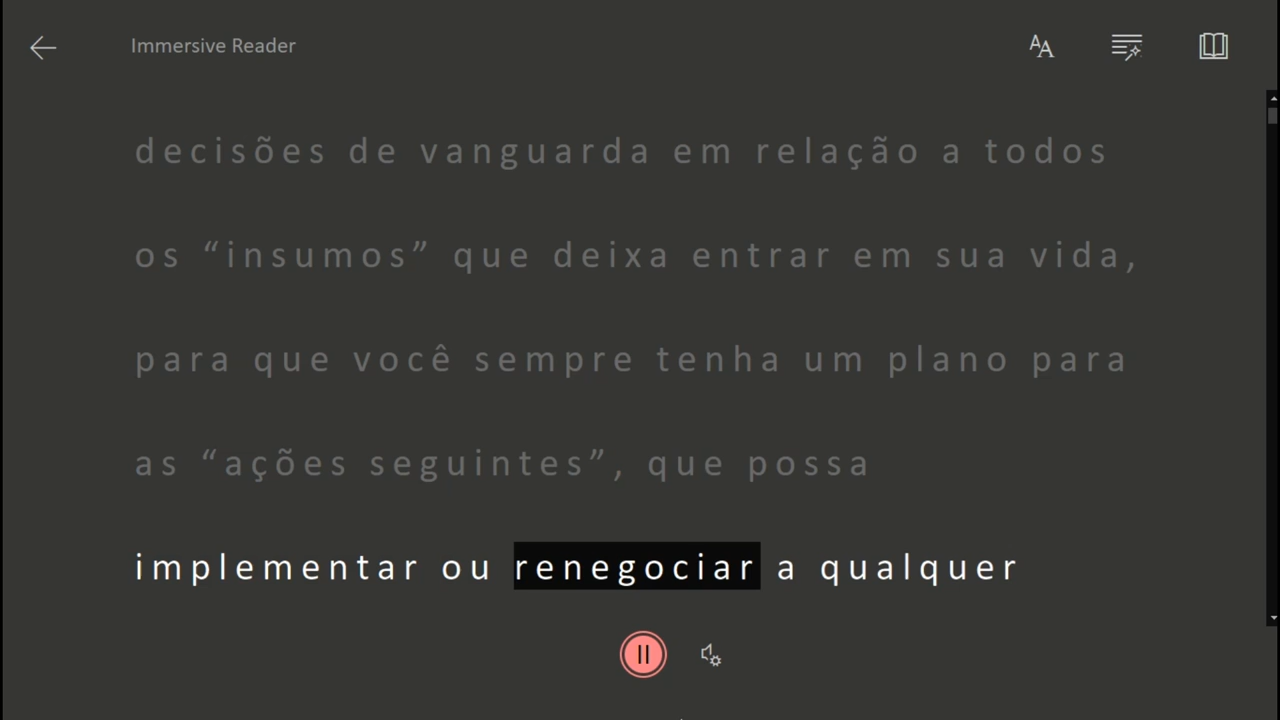 Immersive Reader
decisões de vanguarda em relação a todos
os “insumos” que deixa entrar em sua vida,
para que você sempre tenha um plano para
as “ações seguintes”, que possa
implementar ou renegociar a qualquer